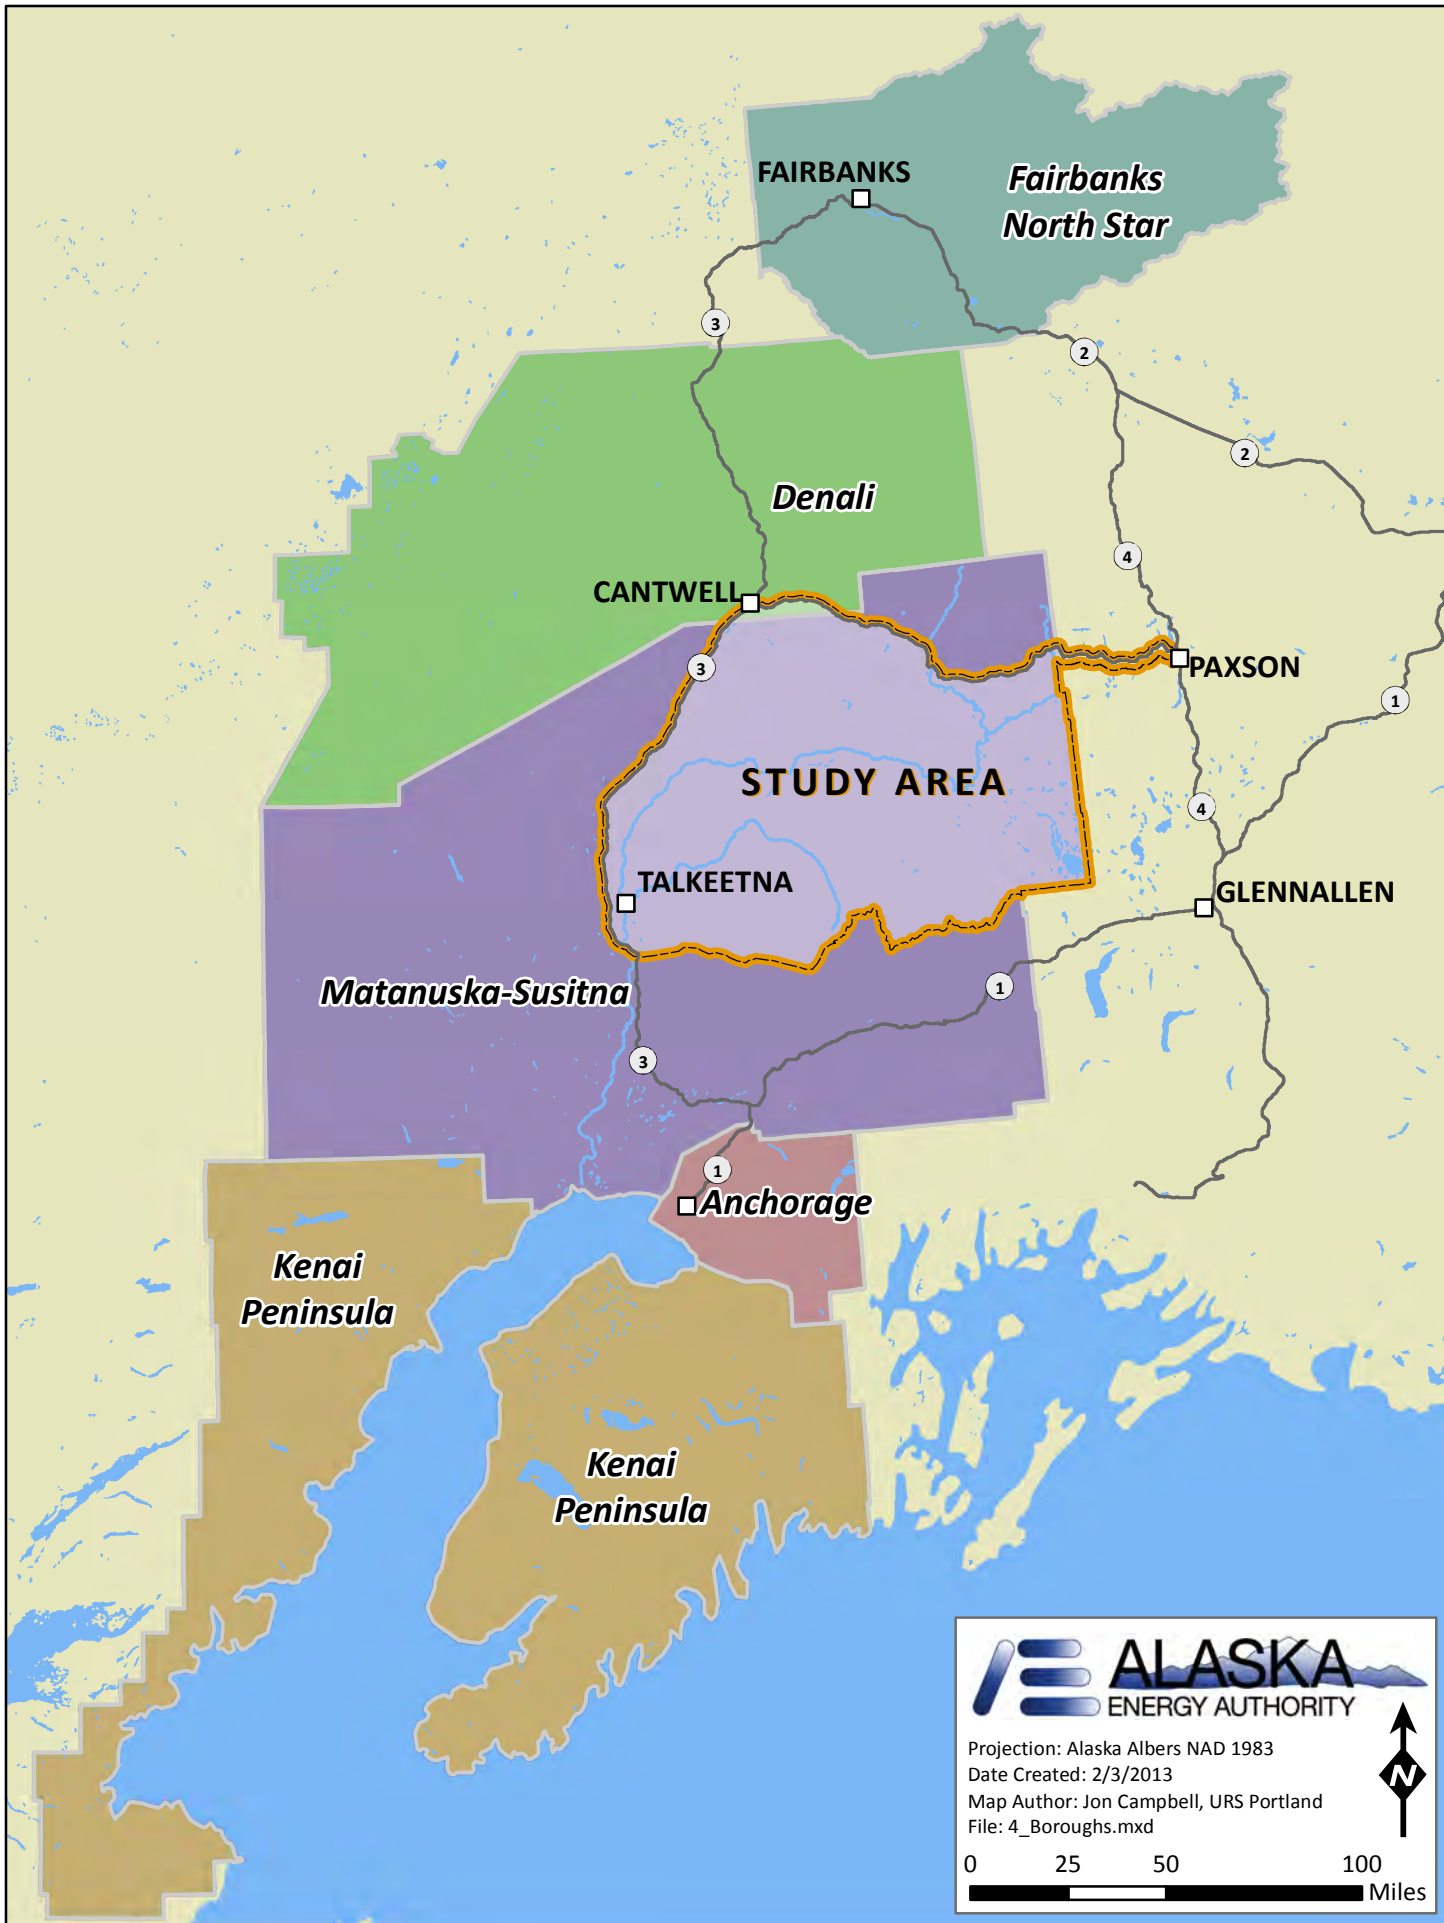 FAIRBANKS
Fairbanks
North Star
3
2
2
Denali
4
CANTWELL
3
PAXSON
1
STUDY AREA
4
TALKEETNA
GLENNALLEN
Matanuska-Susitna
1
3
1
Anchorage
Kenai
Peninsula
Kenai
Peninsula
ALASKA
ENERGY AUTHORITY
Projection: Alaska Albers NAD 1983
Date Created: 2/3/2013
Map Author: Jon Campbell, URS Portland
File: 4_Boroughs.mxd
N
0 25 50 100
Miles